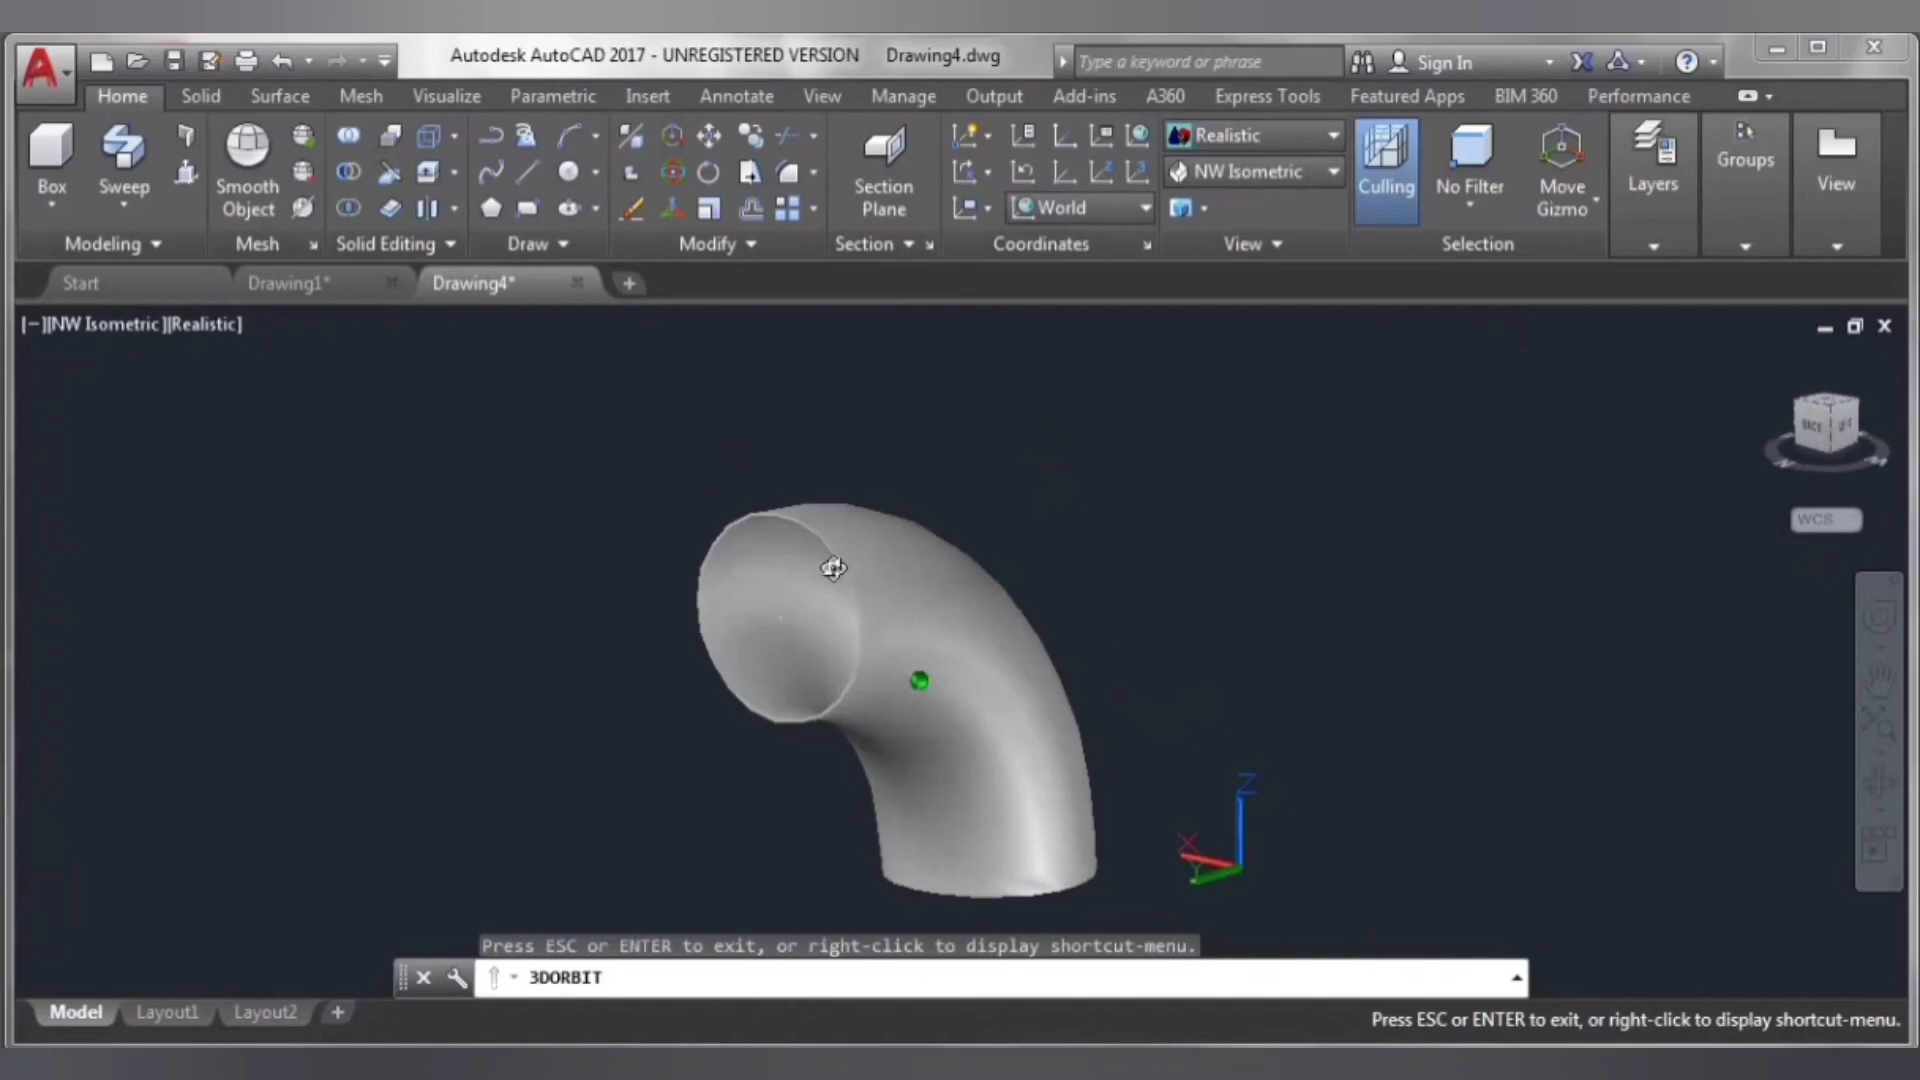 Autodesk AutoCAD 2017 - UNREGISTERED VERSION Drawing4.dwg
Type a keyword or phrase
Sign In
Home Solid Surface Mesh Visualize Parametric Insert Annotate View Manage Output Add-ins A360 Express Tools Featured Apps BIM 360 Performance
Box
Sweep
Smooth
Object
Section
Plane
Realistic
NW Isometric
World
Culling
No Filter
Move
Gizmo
Layers
Groups
View
Modeling Mesh Solid Editing Draw Modify Section Coordinates View Selection
Start Drawing1* Drawing4*
[−]|NW Isometric]|Realistic]
BACK
WCS
Z
X
Y
Press ESC or ENTER to exit, or right-click to display shortcut-menu.
3DORBIT
Model Layout1 Layout2
Press ESC or ENTER to exit, or right-click to display shortcut-menu.